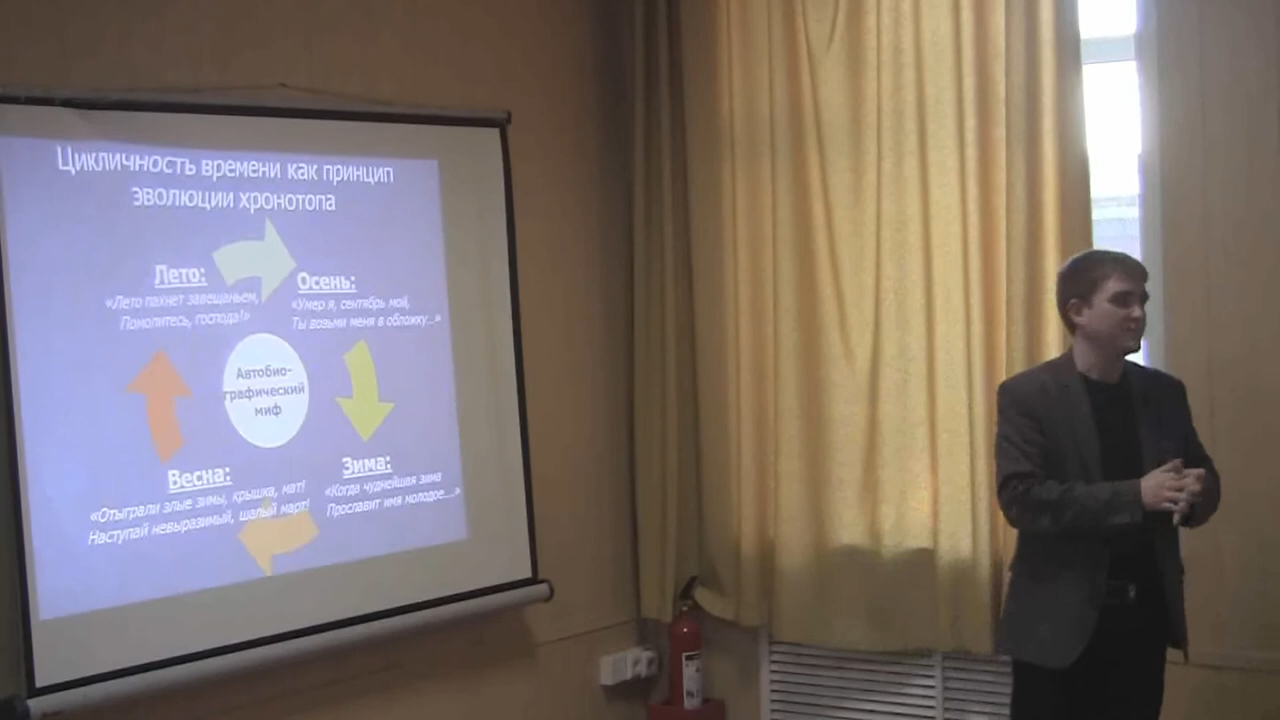 Цикличность времени как принцип
эволюции хронотопа
Лето:
«Лето пахнет завещаньем,
Помолитесь, господа!»
Осень:
«Умер я, сентябрь мой,
Ты возьми меня в обложку...»
Автобио-
графический
миф
Весна:
«Отыграли злые зимы, крышка, мат!
Наступай невыразимый, шалый март!
Зима:
«Когда чуднейшая зима
Прославит имя молодое...»